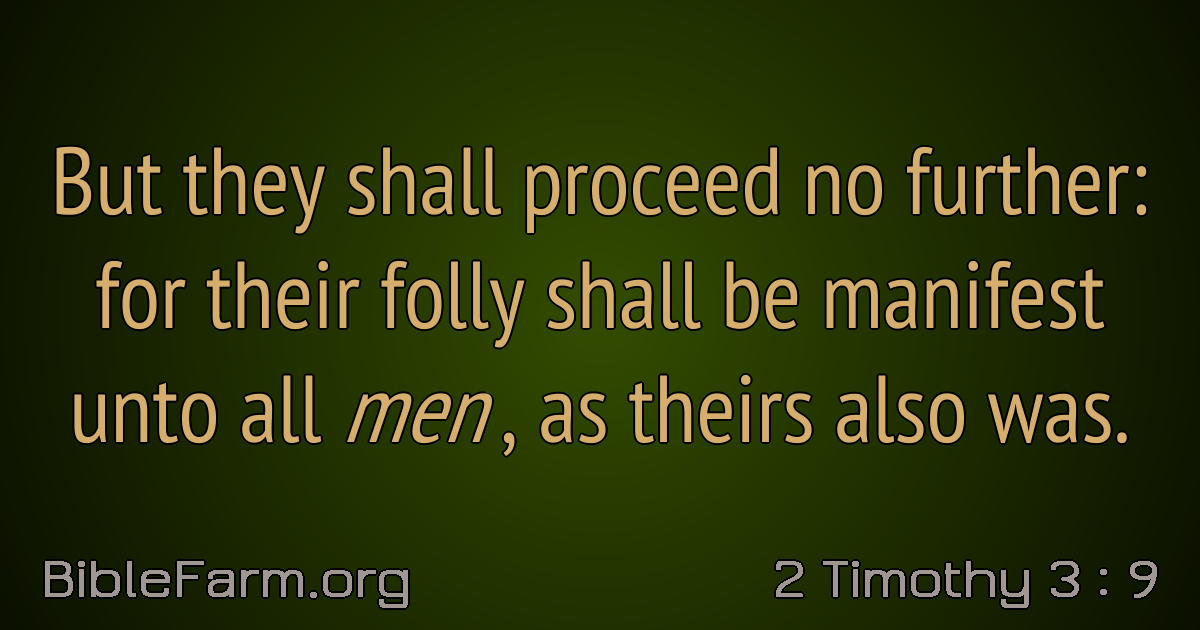 But they shall proceed no further:
for their folly shall be manifest
unto all men, as theirs also was.
BibleFarm.org
2 Timothy 3 : 9